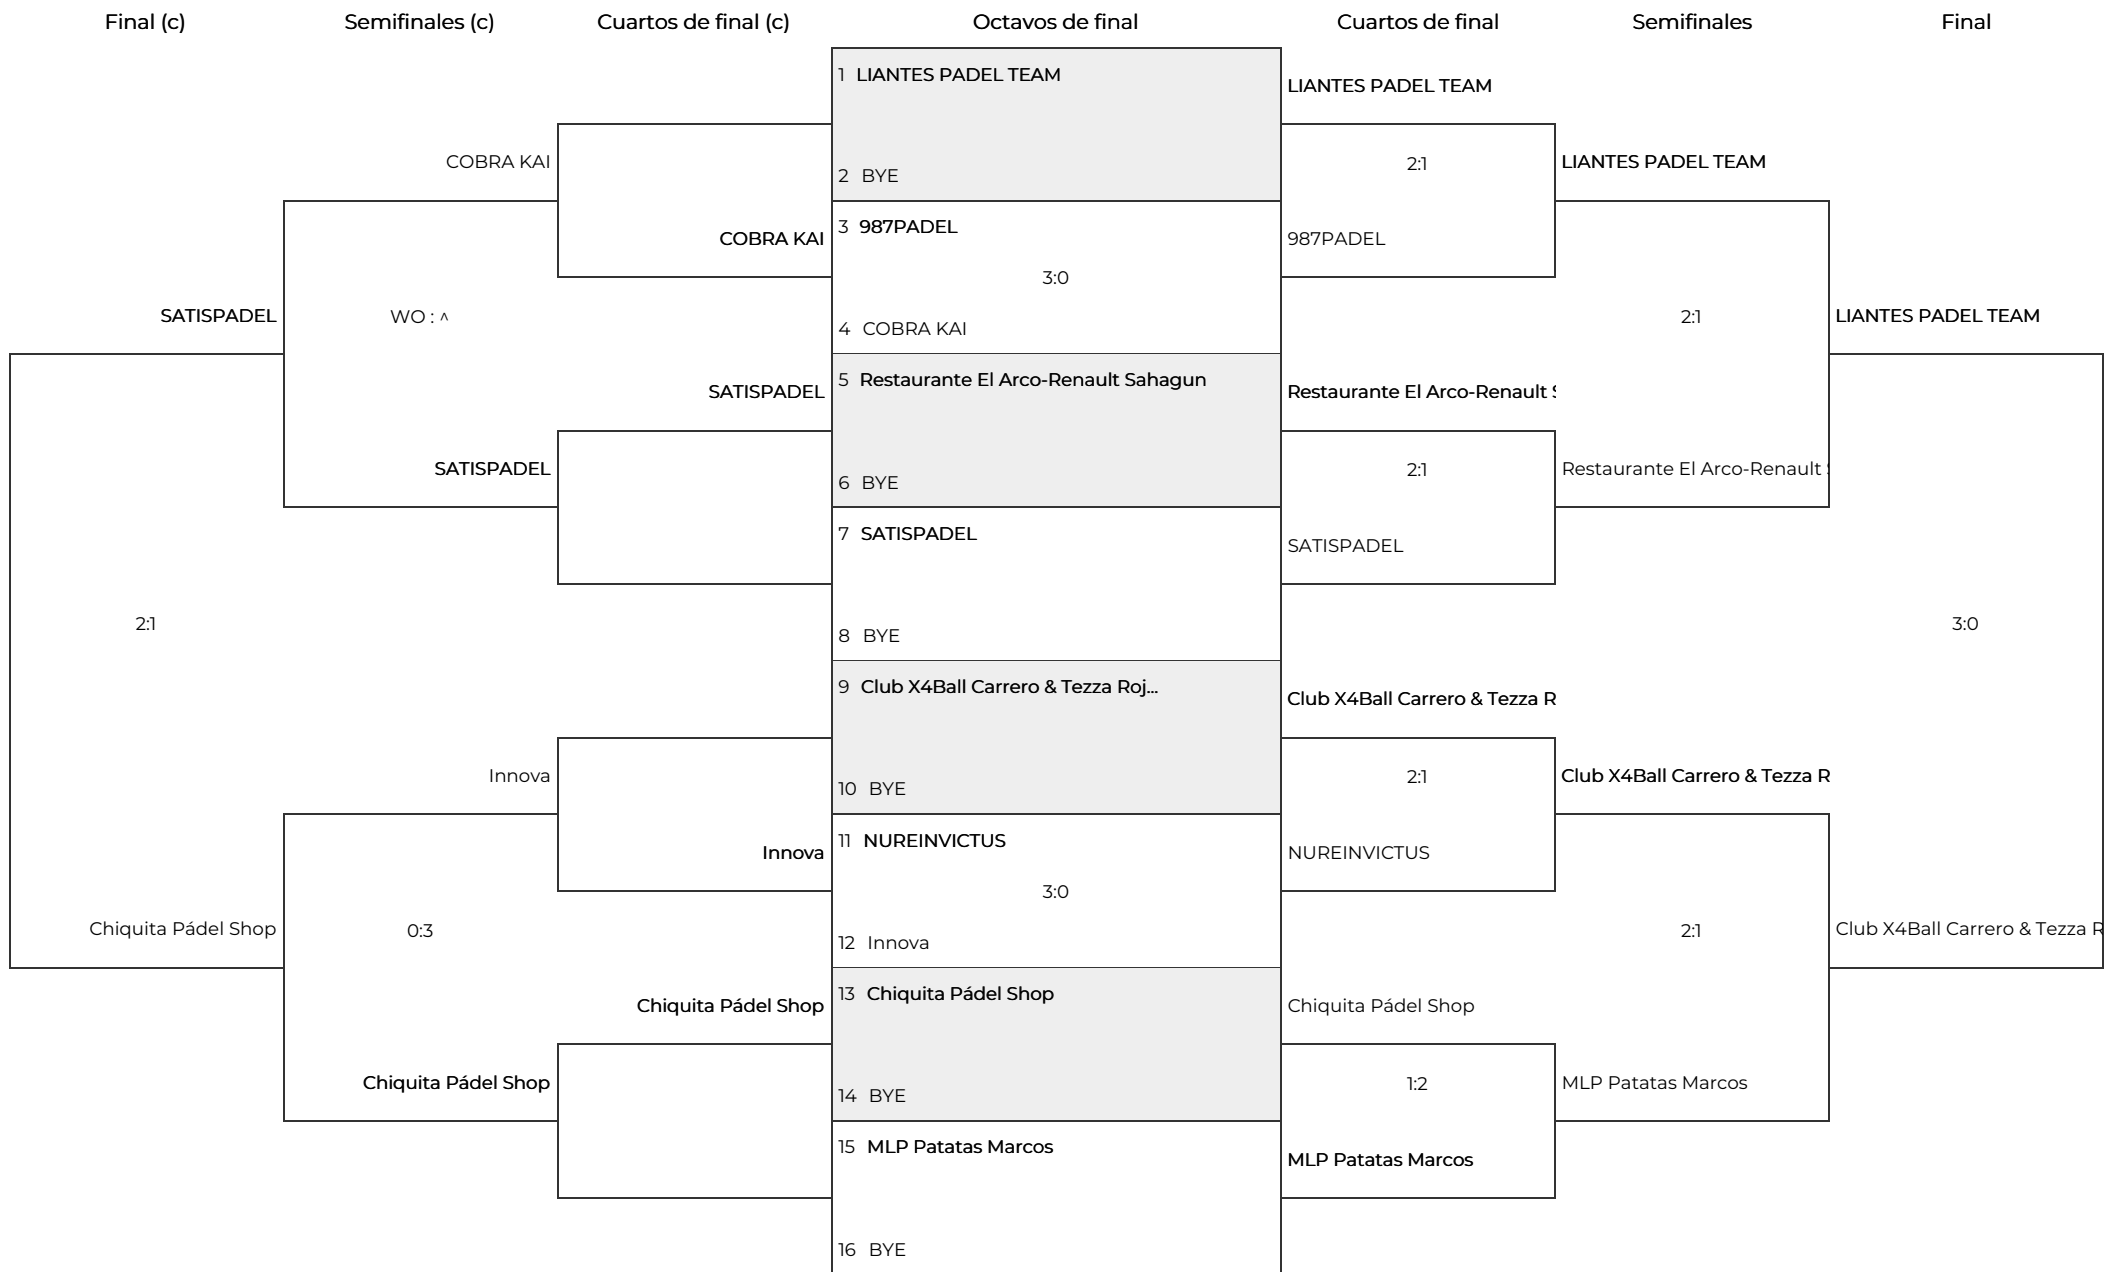 Final (c) Semifinales (c) Cuartos de final (c) Octavos de final Cuartos de final Semifinales Final
1 LIANTES PADEL TEAM
LIANTES PADEL TEAM
COBRA KAI
2:1
LIANTES PADEL TEAM
2 BYE
COBRA KAI
3 987PADEL
987PADEL
3:0
SATISPADEL
WO : ^
4 COBRA KAI
2:1
LIANTES PADEL TEAM
SATISPADEL
5 Restaurante El Arco-Renault Sahagun
Restaurante El Arco-Renault
SATISPADEL
2:1
Restaurante El Arco-Renault
6 BYE
7 SATISPADEL
SATISPADEL
2:1
8 BYE
3:0
9 Club X4Ball Carrero & Tezza Roj...
Club X4Ball Carrero & Tezza R
Innova
10 BYE
2:1
Club X4Ball Carrero & Tezza R
Innova
11 NUREINVICTUS
NUREINVICTUS
3:0
Chiquita Pádel Shop
0:3
12 Innova
2:1
Club X4Ball Carrero & Tezza R
Chiquita Pádel Shop
13 Chiquita Pádel Shop
Chiquita Pádel Shop
Chiquita Pádel Shop
14 BYE
1:2
MLP Patatas Marcos
15 MLP Patatas Marcos
MLP Patatas Marcos
16 BYE